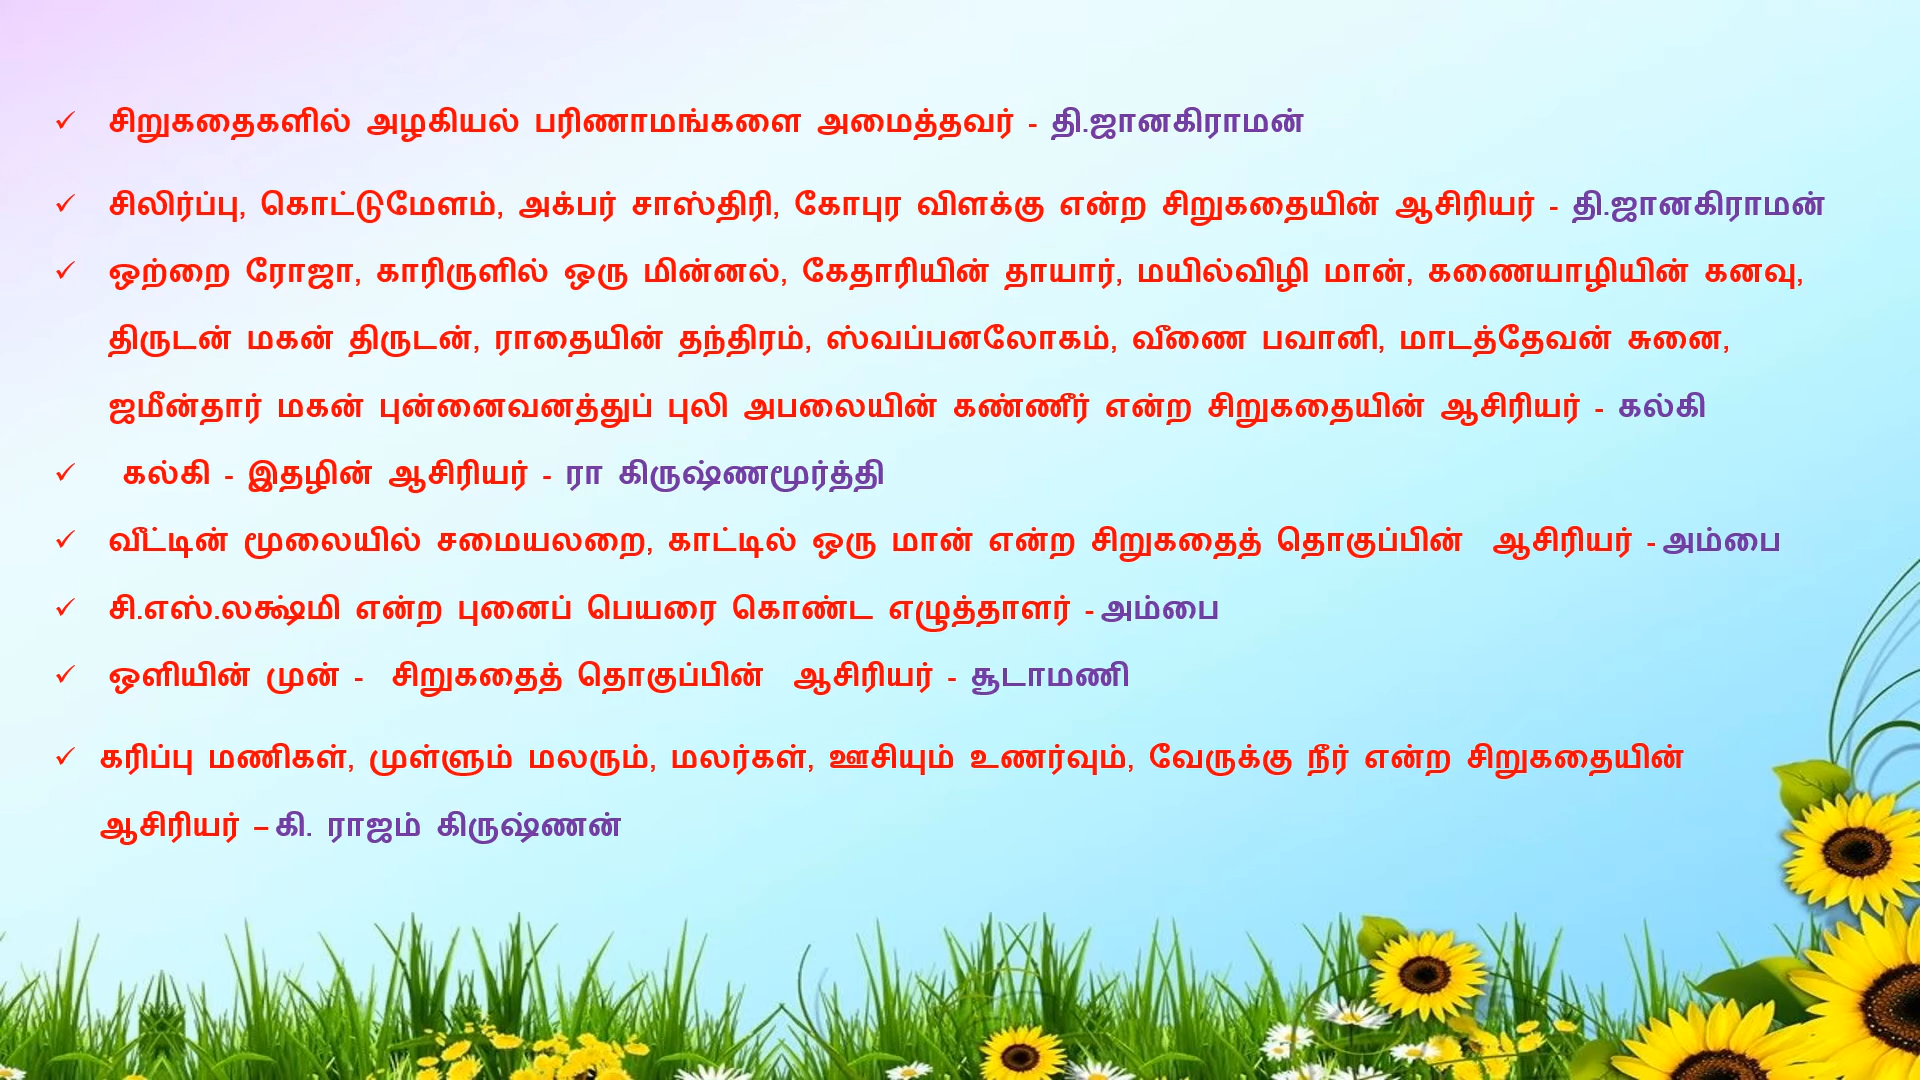 ✓ சிறுகதைகளில் அழகியல் பரிணாமங்களை அமைத்தவர் - தி.ஜானகிராமன்
✓ சிலிர்ப்பு, கொட்டுமேளம், அக்பர் சாஸ்திரி, கோபுர விளக்கு என்ற சிறுகதையின் ஆசிரியர் - தி.ஜானகிராமன்
✓ ஒற்றை ரோஜா, காரிருளில் ஒரு மின்னல், கேதாரியின் தாயார், மயில்விழி மான், கணையாழியின் கனவு,
திருடன் மகன் திருடன், ராதையின் தந்திரம், ஸ்வப்பனலோகம், வீணை பவானி, மாடத்தேவன் சுனை,
ஜமீன்தார் மகன் புன்னைவனத்துப் புலி அபலையின் கண்ணீர் என்ற சிறுகதையின் ஆசிரியர் - கல்கி
✓ கல்கி - இதழின் ஆசிரியர் - ரா கிருஷ்ணமூர்த்தி
✓ வீட்டின் மூலையில் சமையலறை, காட்டில் ஒரு மான் என்ற சிறுகதைத் தொகுப்பின் ஆசிரியர் - அம்பை
✓ சி.எஸ்.லக்ஷ்மி என்ற புனைப் பெயரை கொண்ட எழுத்தாளர் - அம்பை
✓ ஒளியின் முன் - சிறுகதைத் தொகுப்பின் ஆசிரியர் - சூடாமணி
✓ கரிப்பு மணிகள், முள்ளும் மலரும், மலர்கள், ஊசியும் உணர்வும், வேருக்கு நீர் என்ற சிறுகதையின்
ஆசிரியர் – கி. ராஜம் கிருஷ்ணன்